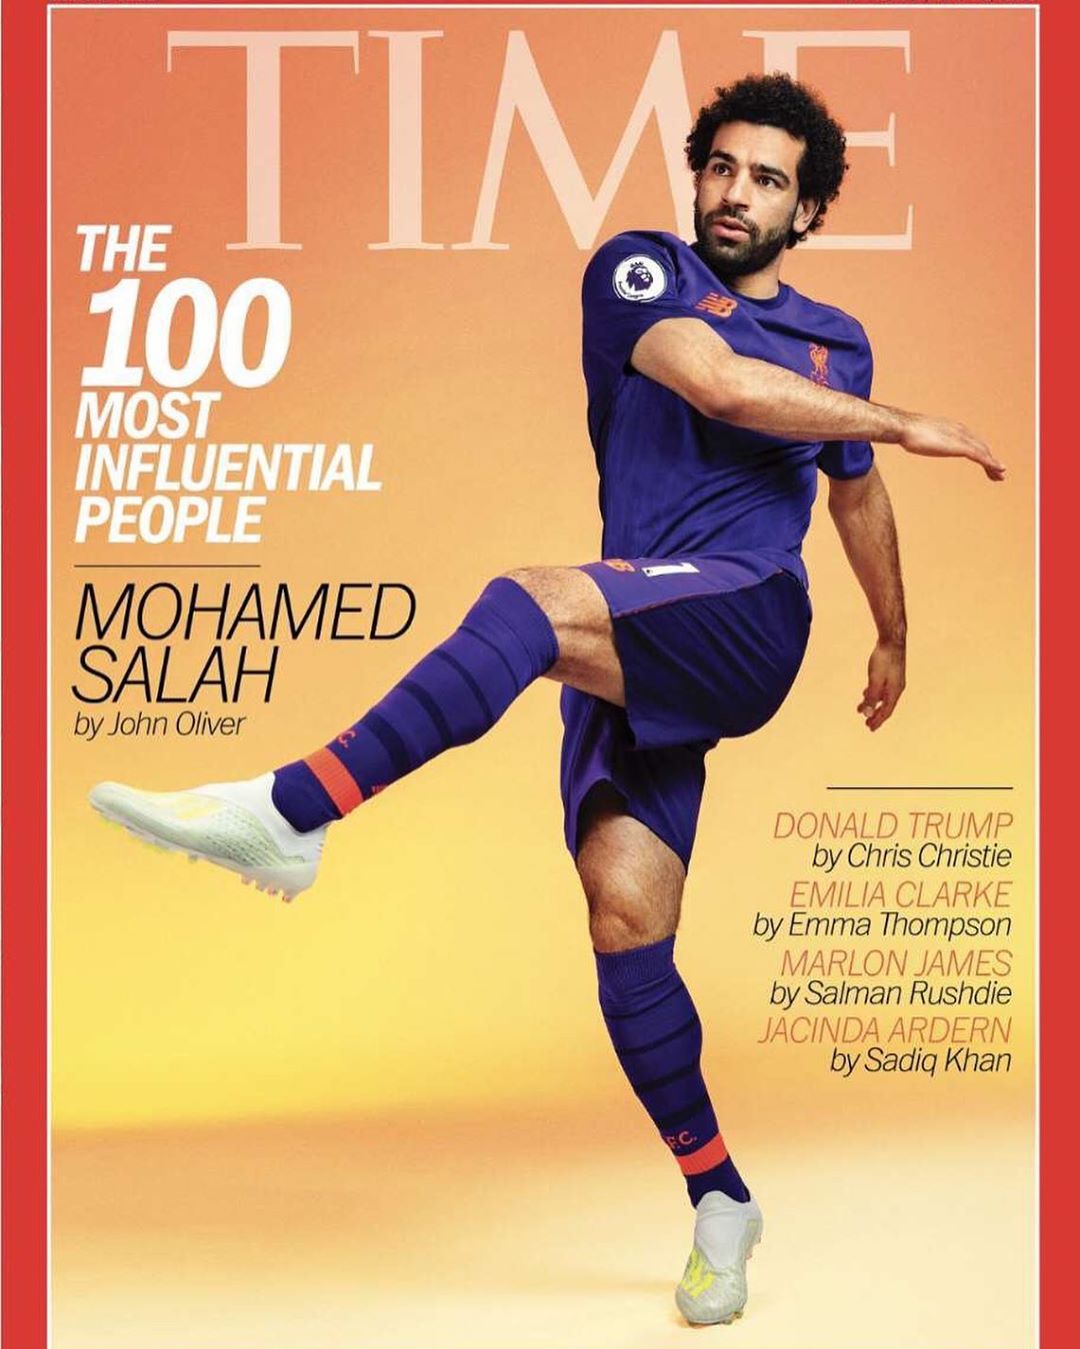 TIME
THE
100
MOST
INFLUENTIAL
PEOPLE
MOHAMED
SALAH
by John Oliver
DONALD TRUMP
by Chris Christie
EMILIA CLARKE
by Emma Thompson
MARLON JAMES
by Salman Rushdie
JACINDA ARDERN
by Sadiq Khan
F.C.